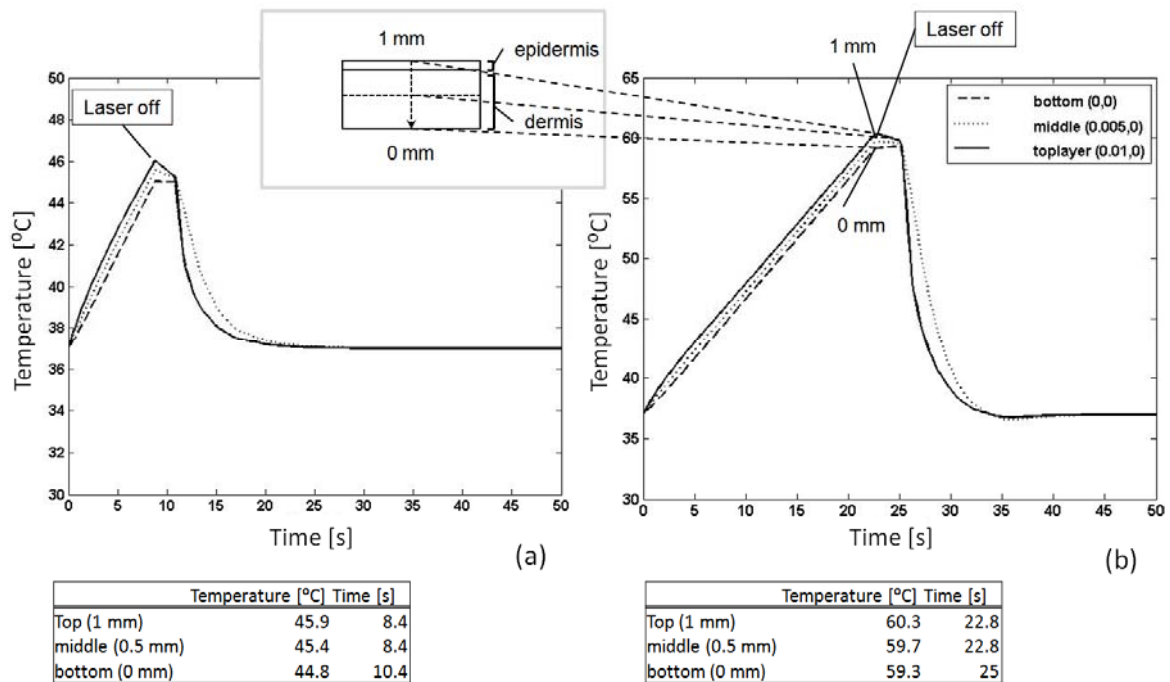 1 mm
epidermis
dermis
0 mm
Laser off
50
48
46
44
42
40
38
36
34
32
30
Temperature [⁰C]
0 5 10 15 20 25 30 35 40 45 50
Time [s]
(a)
Laser off
1 mm
0 mm
bottom (0,0)
middle (0.005,0)
toplayer (0.01,0)
65
60
55
50
45
40
35
30
Temperature [⁰C]
0 5 10 15 20 25 30 35 40 45 50
Time [s]
(b)
Temperature [⁰C] Time [s]
Top (1 mm) 45.9 8.4
middle (0.5 mm) 45.4 8.4
bottom (0 mm) 44.8 10.4
Temperature [⁰C] Time [s]
Top (1 mm) 60.3 22.8
middle (0.5 mm) 59.7 22.8
bottom (0 mm) 59.3 25